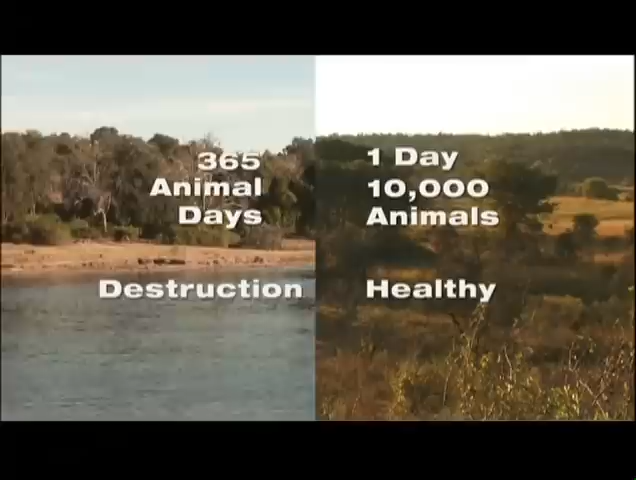 365
Animal
Days
Destruction
1 Day
10,000
Animals
Healthy